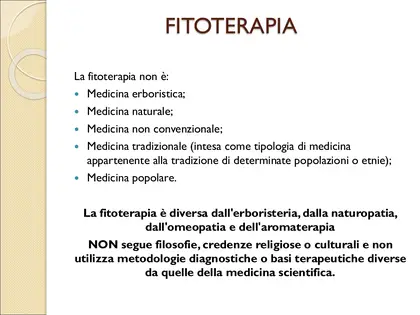 FITOTERAPIA
La fitoterapia non è:
• Medicina erboristica;
• Medicina naturale;
• Medicina non convenzionale;
• Medicina tradizionale (intesa come tipologia di medicina
appartenente alla tradizione di determinate popolazioni o etnie);
• Medicina popolare.
La fitoterapia è diversa dall'erboristeria, dalla naturopatia,
dall'omeopatia e dell'aromaterapia
NON segue filosofie, credenze religiose o culturali e non
utilizza metodologie diagnostiche o basi terapeutiche diverse
da quelle della medicina scientifica.